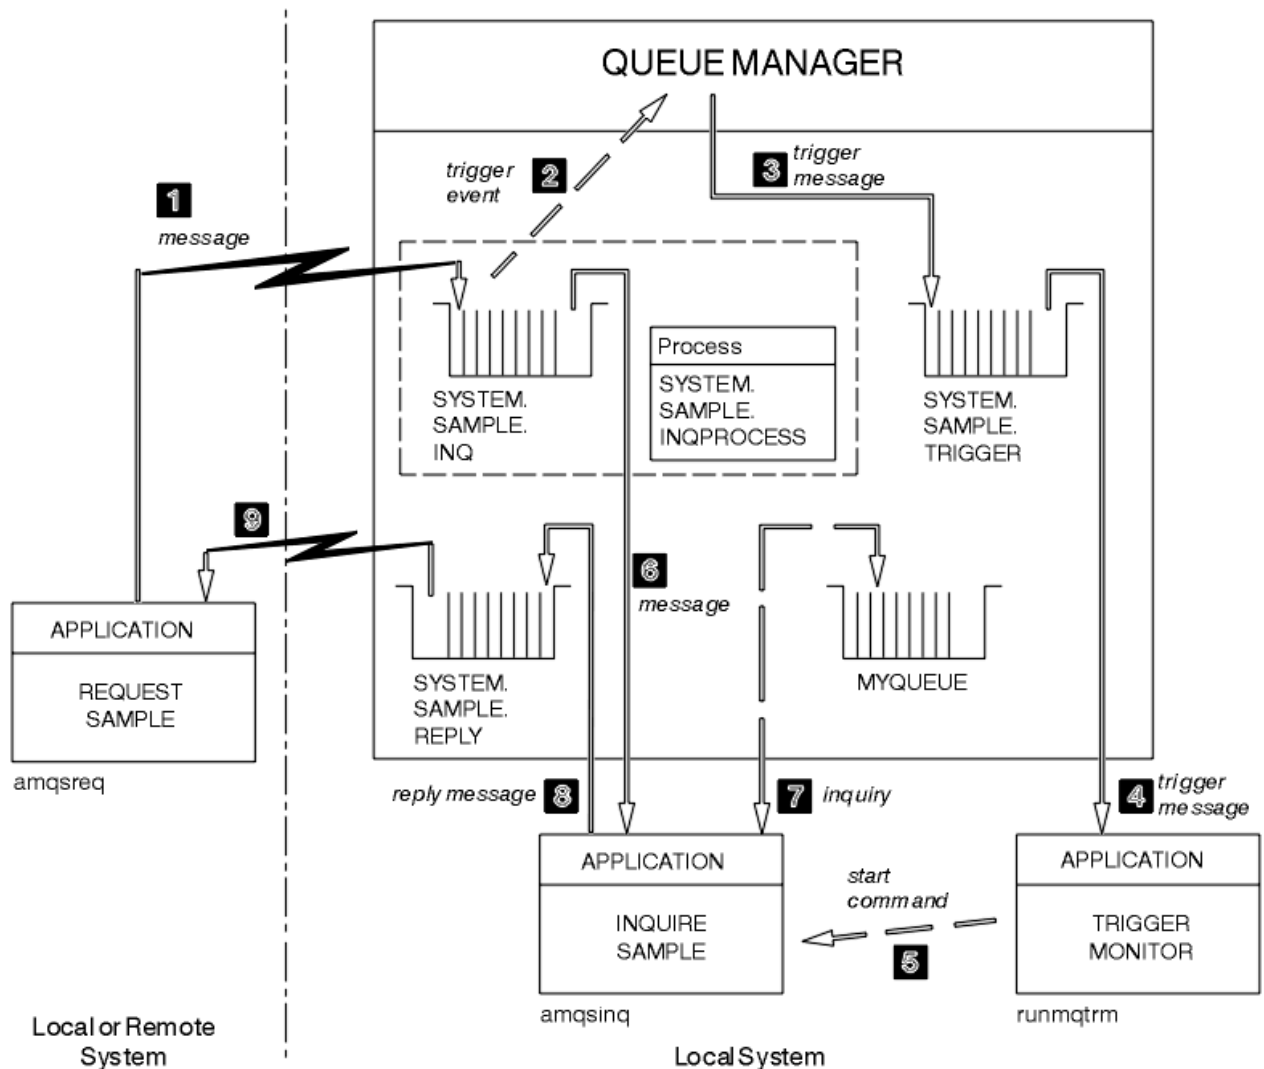 QUEUE MANAGER
1
message
trigger
event
2
3
trigger
message
Process
SYSTEM.
SAMPLE.
INQPROCESS
SYSTEM.
SAMPLE.
INQ
SYSTEM.
SAMPLE.
TRIGGER
9
6
message
APPLICATION
REQUEST
SAMPLE
amqsreq
SYSTEM.
SAMPLE.
REPLY
MYQUEUE
reply message
8
7
inquiry
4
trigger
message
APPLICATION
INQUIRE
SAMPLE
amqsinq
start
command
5
APPLICATION
TRIGGER
MONITOR
runmqtrm
Local or Remote
System
Local System